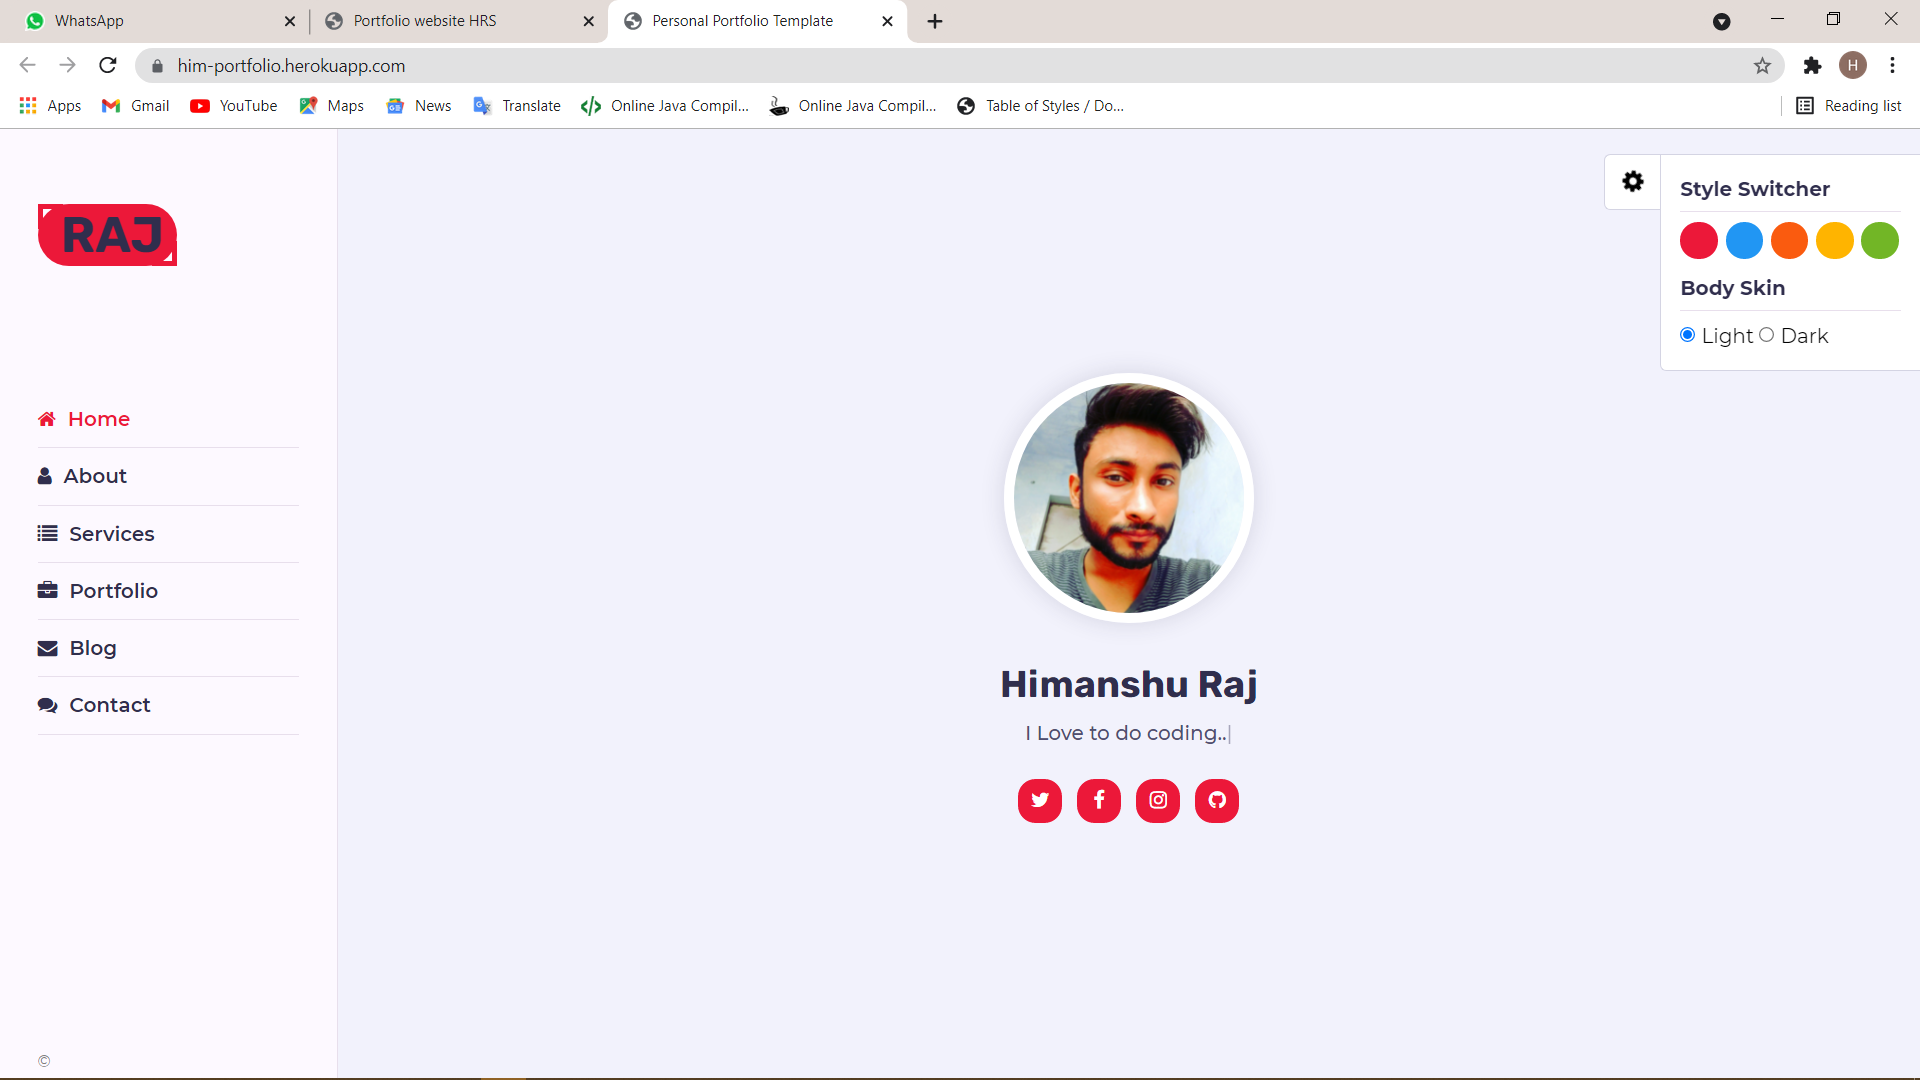 WhatsApp
Portfolio website HRS
Personal Portfolio Template
him-portfolio.herokuapp.com
H
Apps
Gmail
YouTube
Maps
News
Translate
Online Java Compil...
Online Java Compil...
Table of Styles / Do...
Reading list
RAJ
Home
About
Services
Portfolio
Blog
Contact
©
Style Switcher
Body Skin
Light Dark
Himanshu Raj
I Love to do coding..|